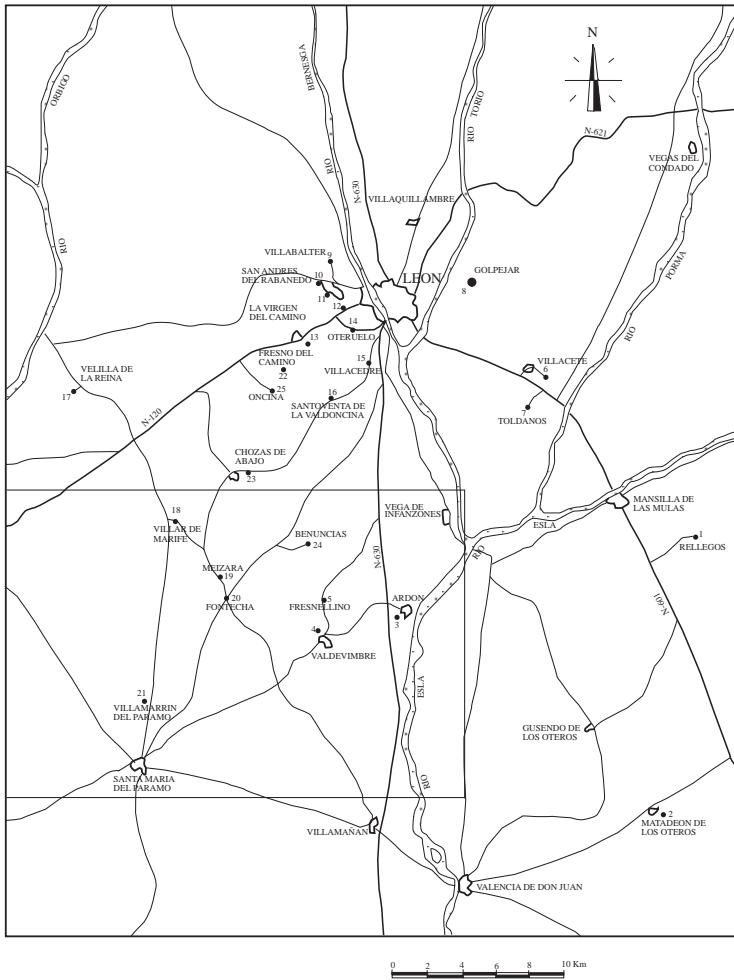 N
BERNESGA
RIO
ORBIGO
RIO
RIO TORIO
N-621
N-630
VEGAS DEL
CONDADO
VILLAQUILLAMBRE
RIO
PORMA
VILLABALTER
9
SAN ANDRES
DEL RABANEDO
10
11
12
LEON
GOLPEJAR
8
LA VIRGEN
DEL CAMINO
14
OTERUELO
13
FRESNO DEL
CAMINO
22
15
VILLACEDRE
VILLACETE
6
VELILLA DE
LA REINA
17
ONCINA
25
16
SANTOVENTA DE
LA VALDONCINA
7
TOLDANOS
N-120
CHOZAS DE
ABAJO
23
MANSILLA DE
LAS MULAS
18
VILLAR DE
MARIFE
VEGA DE
INFANZONES
ESLA
RIO
1
RELLEGOS
BENUNCIAS
24
N-630
MEIZARA
19
20
FONTECHA
5
FRESNELLINO
ARDON
3
N-601
4
VALDEVIMBRE
ESLA
RIO
21
VILLAMARRIN
DEL PARAMO
GUSENDO DE
LOS OTEROS
SANTA MARIA
DEL PARAMO
2
MATADEON DE
LOS OTEROS
VILLAMAÑAN
VALENCIA DE DON JUAN
0 2 4 6 8 10 Km